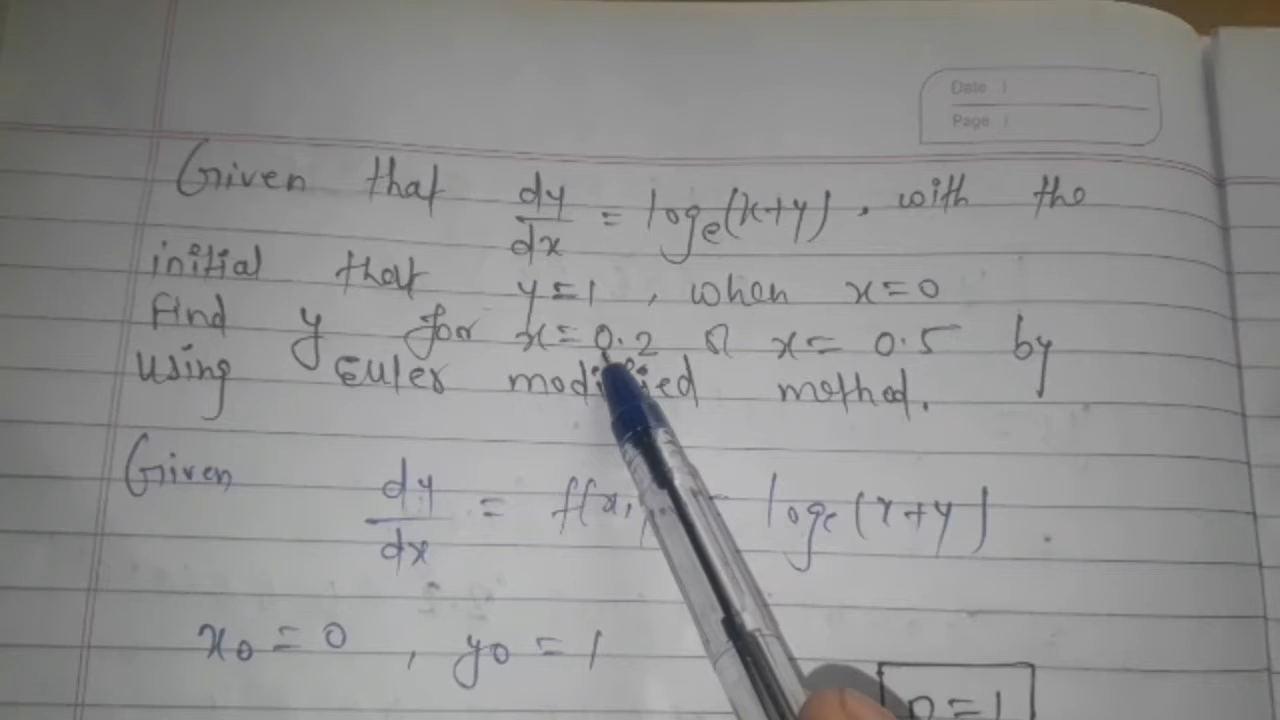 Date
Page
Given that dy/dx = loge(x+y), with the
initial that y=1, when x=0
Find y for x=0.2 & x=0.5 by
using Euler modified method.
Given dy/dx = f(x, = loge(x+y).
x0=0, y0=1
n=1